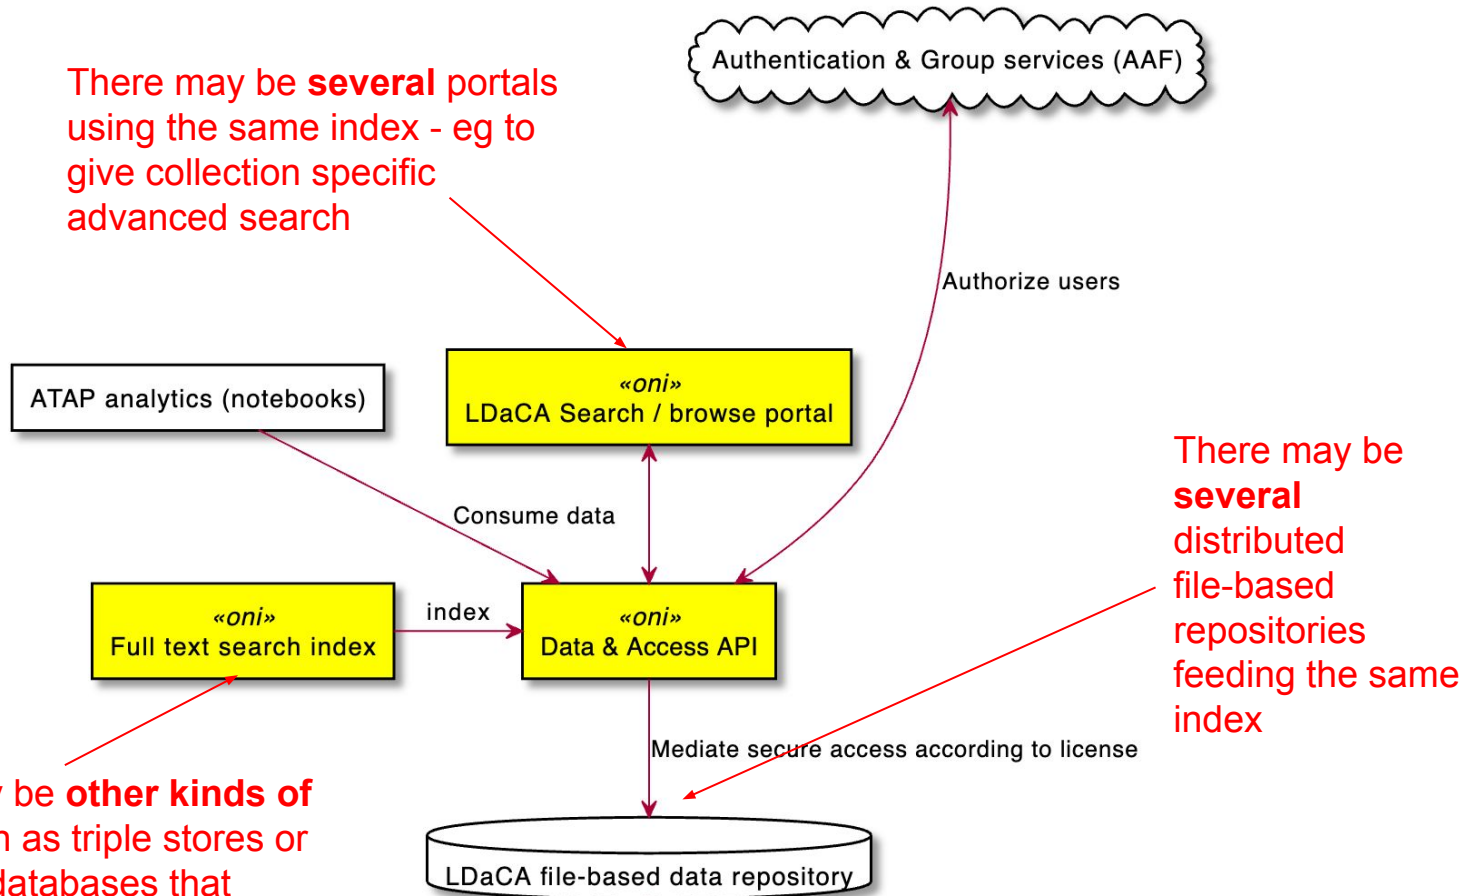 Authentication & Group services (AAF)
There may be several portals
using the same index - eg to
give collection specific
advanced search
Authorize users
«oni»
LDaCA Search / browse portal
ATAP analytics (notebooks)
There may be
several
distributed
file-based
repositories
feeding the same
index
Consume data
«oni»
Full text search index
index
«oni»
Data & Access API
Mediate secure access according to license
be other kinds of
as triple stores or
databases that
LDaCA file-based data repository